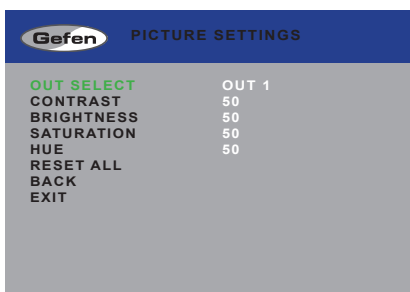 Gefen PICTURE SETTINGS
OUT SELECT OUT 1
CONTRAST 50
BRIGHTNESS 50
SATURATION 50
HUE 50
RESET ALL
BACK
EXIT